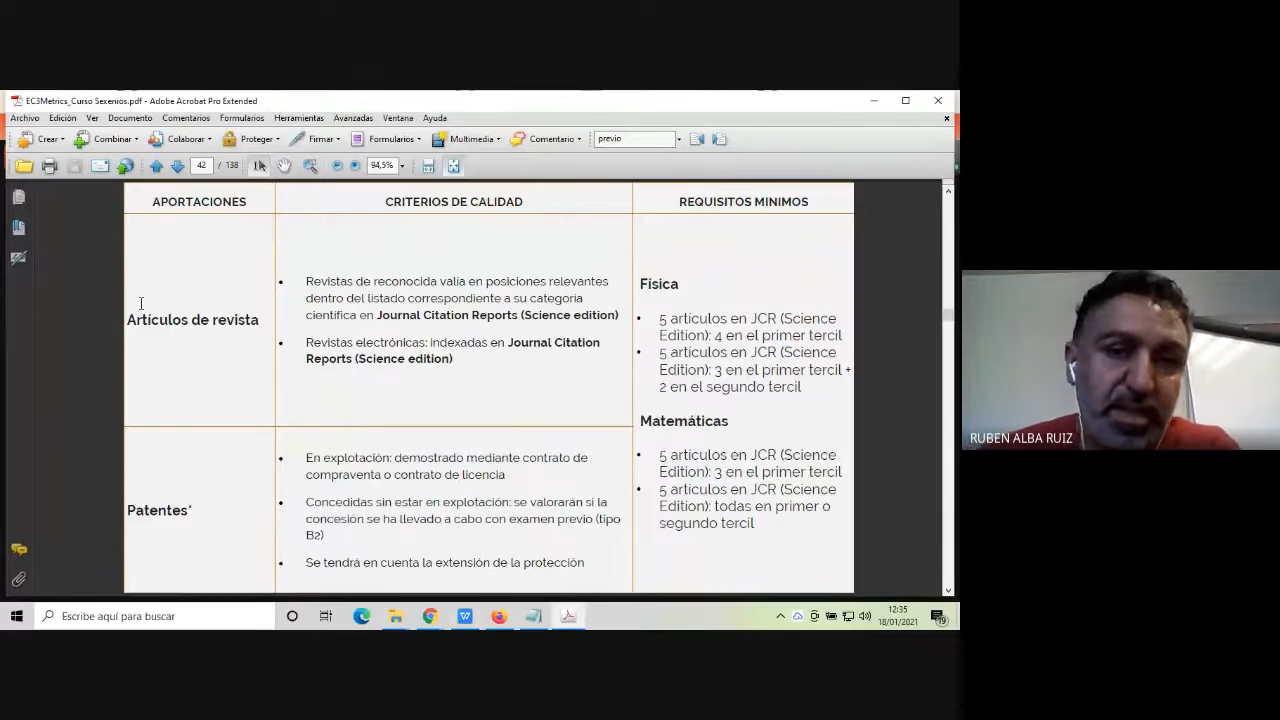 EC3Metrics_Curso Sexenios.pdf - Adobe Acrobat Pro Extended
Archivo Edición Ver Documento Comentarios Formularios Herramientas Avanzadas Ventana Ayuda
Crear Combinar Colaborar Proteger Firmar Formularios Multimedia Comentario previo
42 / 138 94,5%
APORTACIONES CRITERIOS DE CALIDAD REQUISITOS MINIMOS
Artículos de revista
• Revistas de reconocida valía en posiciones relevantes
dentro del listado correspondiente a su categoría
científica en Journal Citation Reports (Science edition)
• Revistas electrónicas: indexadas en Journal Citation
Reports (Science edition)
Física
• 5 artículos en JCR (Science
Edition): 4 en el primer tercil
• 5 artículos en JCR (Science
Edition): 3 en el primer tercil +
2 en el segundo tercil
Matemáticas
• 5 artículos en JCR (Science
Edition): 3 en el primer tercil
• 5 artículos en JCR (Science
Edition): todas en primer o
segundo tercil
Patentes*
• En explotación: demostrado mediante contrato de
compraventa o contrato de licencia
• Concedidas sin estar en explotación: se valorarán si la
concesión se ha llevado a cabo con examen previo (tipo
B2)
• Se tendrá en cuenta la extensión de la protección
RUBEN ALBA RUIZ
Escribe aquí para buscar
12:35
18/01/2021
19